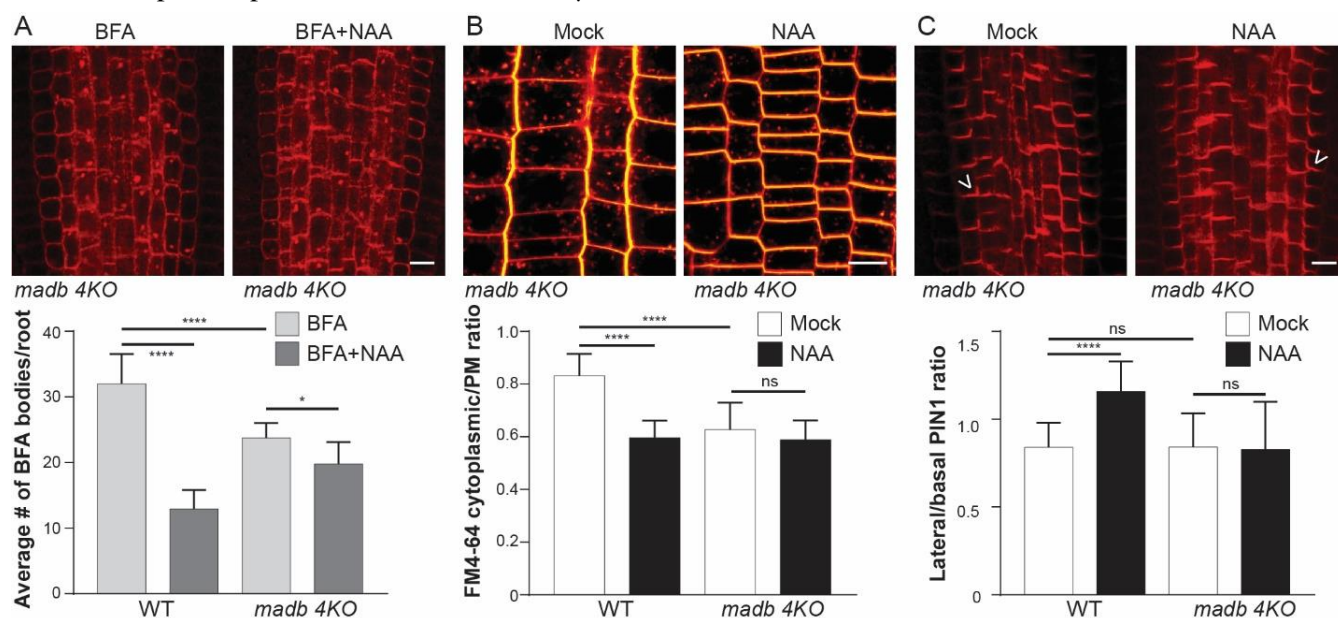 A
BFA
BFA+NAA
madb 4KO
madb 4KO
Average # of BFA bodies/root
40
30
20
10
0
****
****
*
BFA
BFA+NAA
WT
madb 4KO
B
Mock
NAA
madb 4KO
madb 4KO
FM4-64 cytoplasmic/PM ratio
1.0
0.8
0.6
0.4
0.2
0
****
****
ns
Mock
NAA
WT
madb 4KO
C
Mock
NAA
madb 4KO
madb 4KO
Lateral/basal PIN1 ratio
1.5
1.0
0.5
0
ns
****
ns
Mock
NAA
WT
madb 4KO